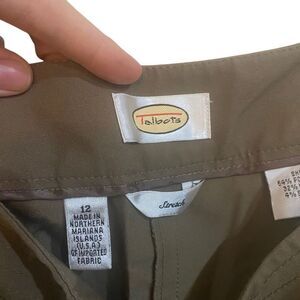 Talbots
12
MADE IN
NORTHERN
MARIANA
ISLANDS
(U.S.A.)
OF IMPORTED
FABRIC
Stretch